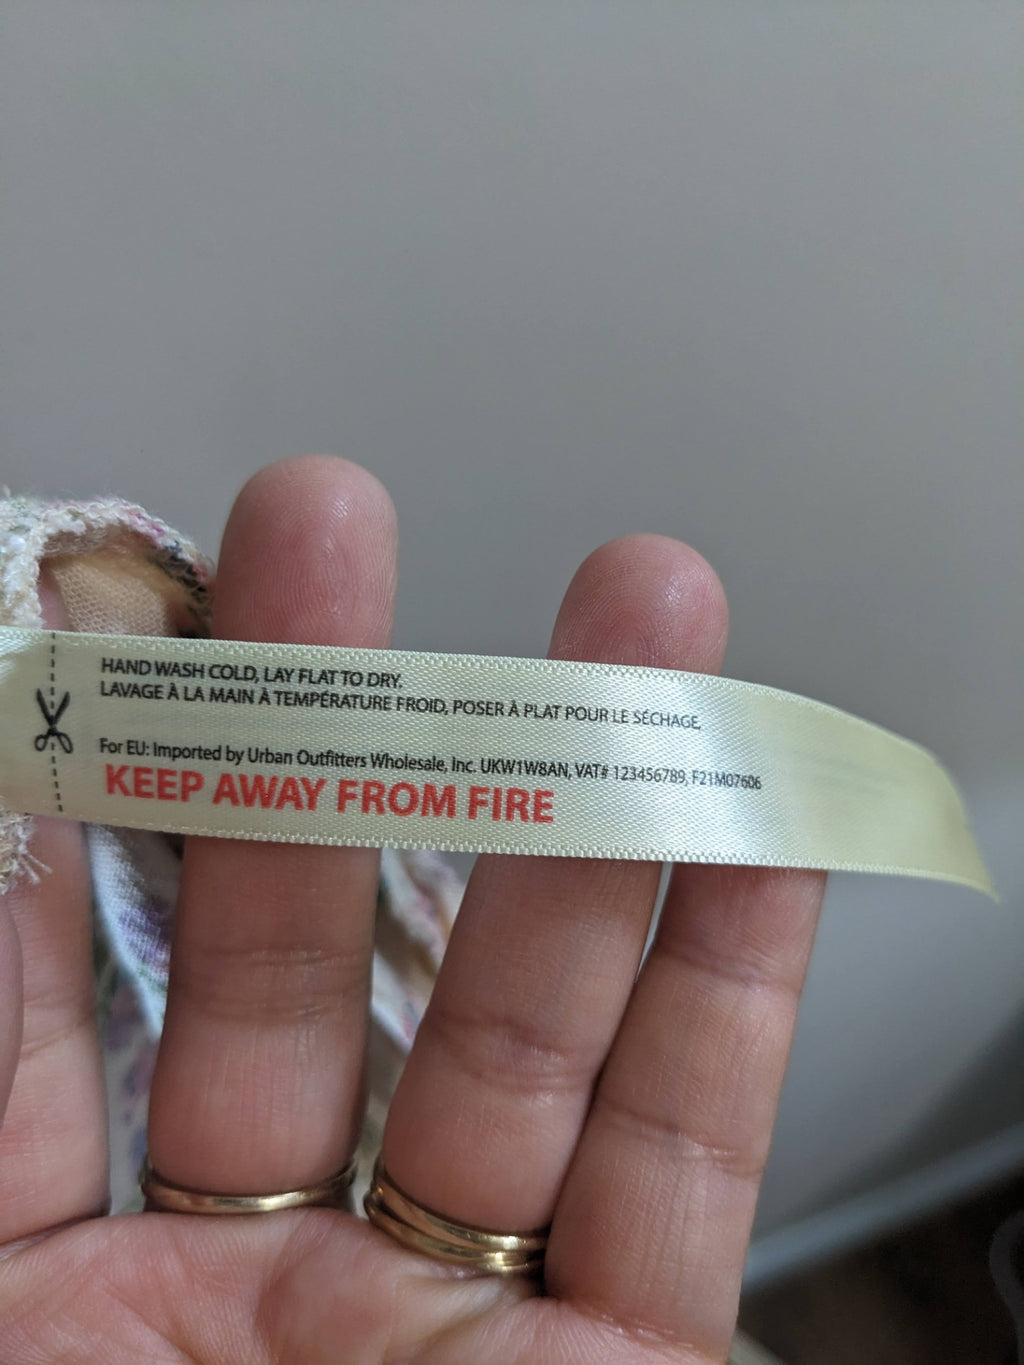 HAND WASH COLD, LAY FLAT TO DRY.
LAVAGE À LA MAIN À TEMPÉRATURE FROID, POSER À PLAT POUR LE SÉCHAGE.
For EU: Imported by Urban Outfitters Wholesale, Inc. UKW1W8AN, VAT# 123456789, F21M07606
KEEP AWAY FROM FIRE